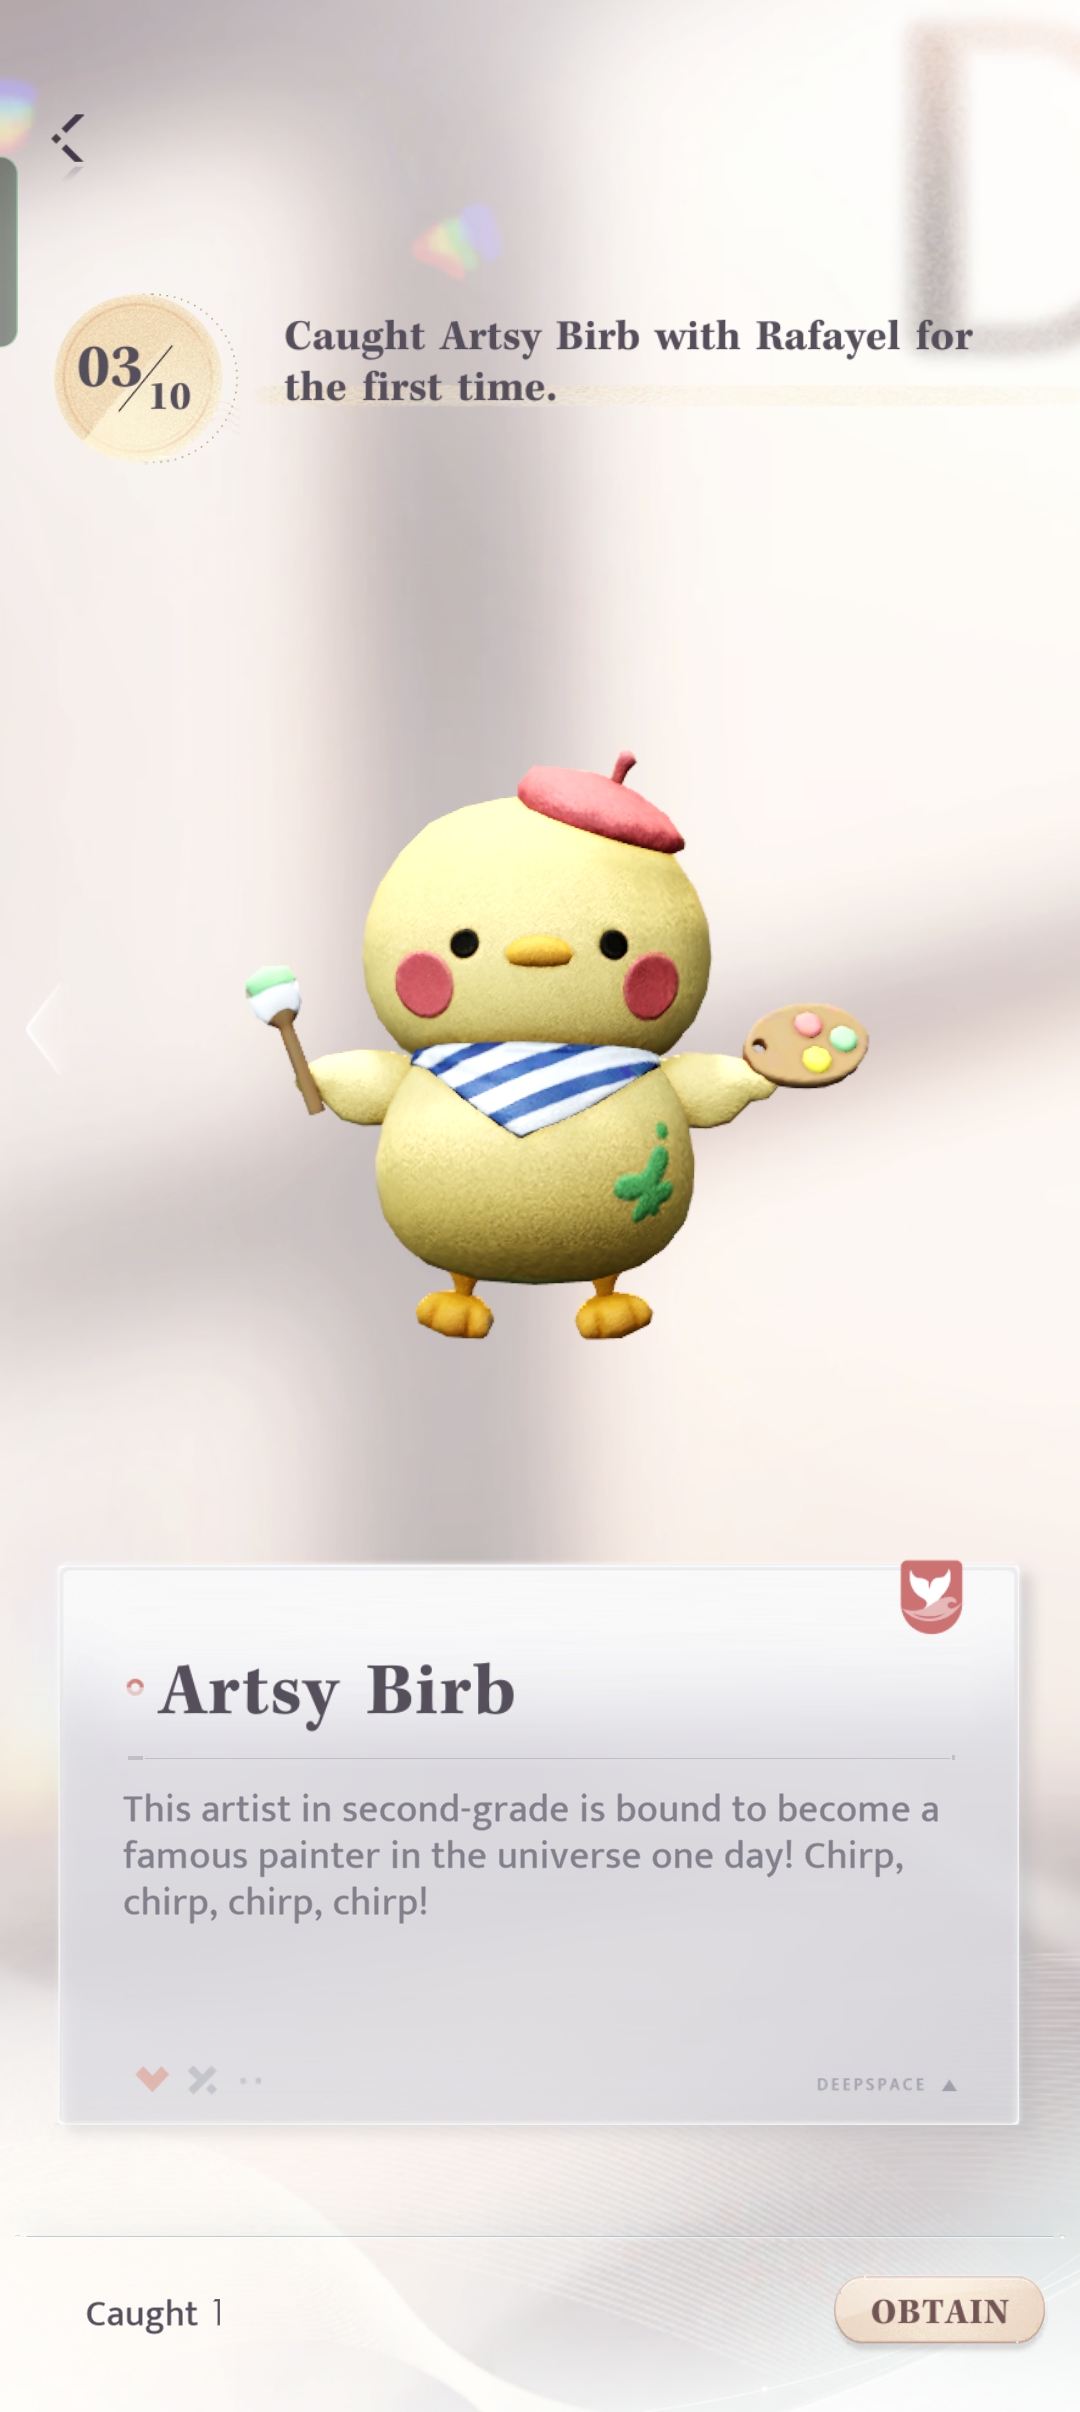 D
03/10
Caught Artsy Birb with Rafayel for
the first time.
Artsy Birb
This artist in second-grade is bound to become a
famous painter in the universe one day! Chirp,
chirp, chirp, chirp!
DEEPSPACE
Caught 1
OBTAIN